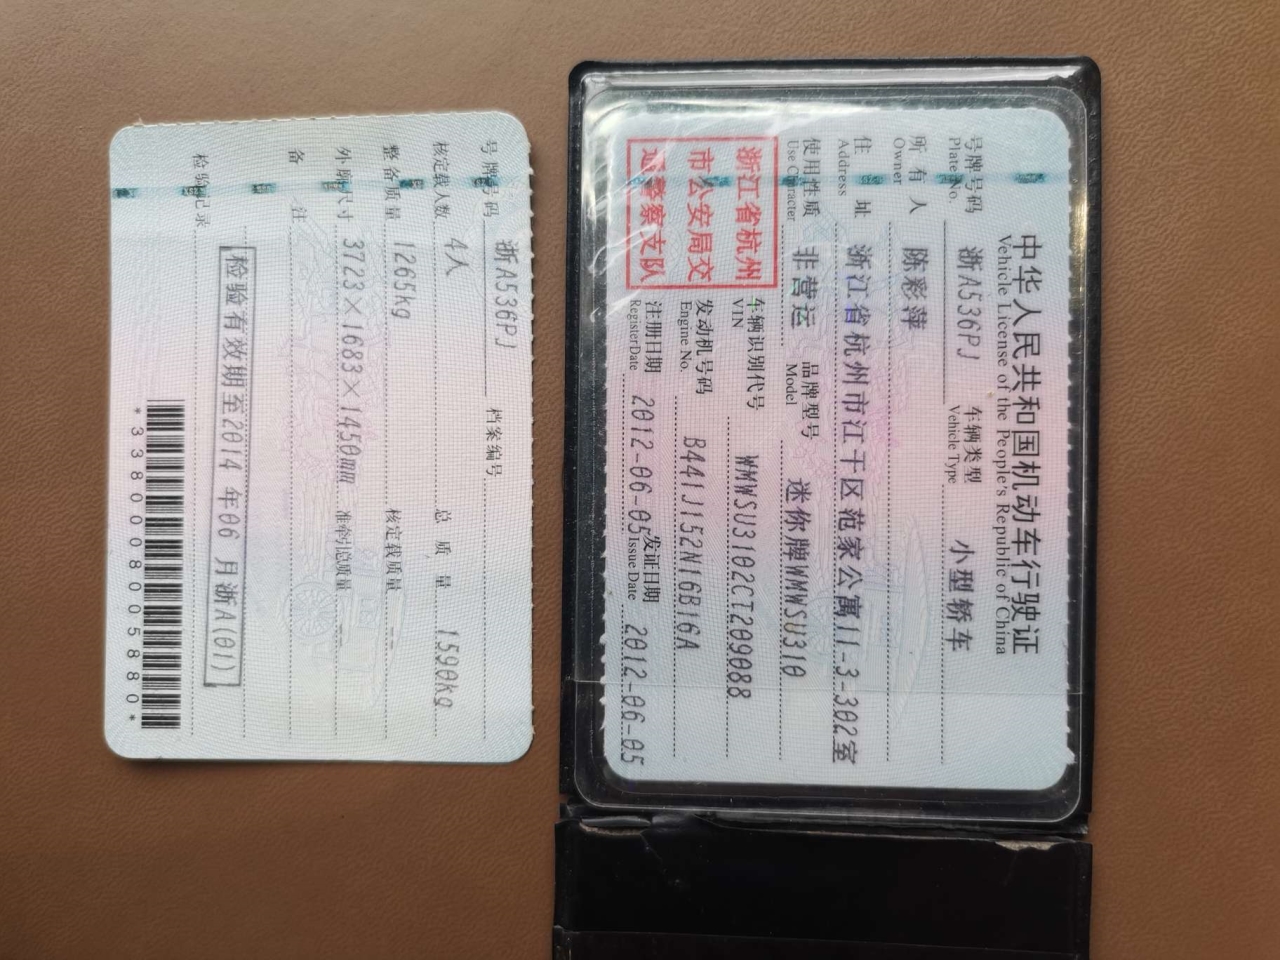 中华人民共和国机动车行驶证
Vehicle License of the People's Republic of China
号牌号码 浙A536PJ 车辆类型 小型轿车
Plate No. Vehicle Type
所有人 陈彩萍
Owner
住址 浙江省杭州市江干区范家公寓11-3-302室
Address
使用性质 非营运 品牌型号 迷你牌WMWSU310
Use Character Model
浙江省杭州市公安局交通警察支队
车辆识别代号 WMWSU3102CT209088
VIN
发动机号码 B441J152N16B16A
Engine No.
注册日期 2012-06-05 发证日期 2012-06-05
Register Date Issue Date
号牌号码 浙A536PJ 档案编号
核定载人数 4人 总质量 1590kg
整备质量 1265kg 核定载质量 --
外廓尺寸 3723×1683×1450mm 准牵引总质量 --
备注
检验记录 检验有效期至2014年06月浙A(01)
*3380008005880*